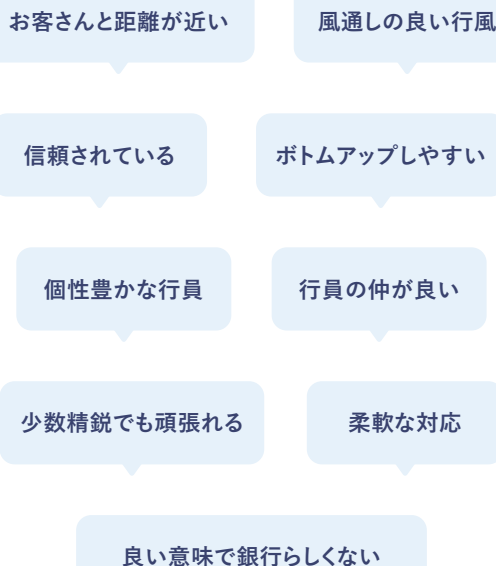 お客さんと距離が近い
風通しの良い行風
信頼されている
ボトムアップしやすい
個性豊かな行員
行員の仲が良い
少数精鋭でも頑張れる
柔軟な対応
良い意味で銀行らしくない